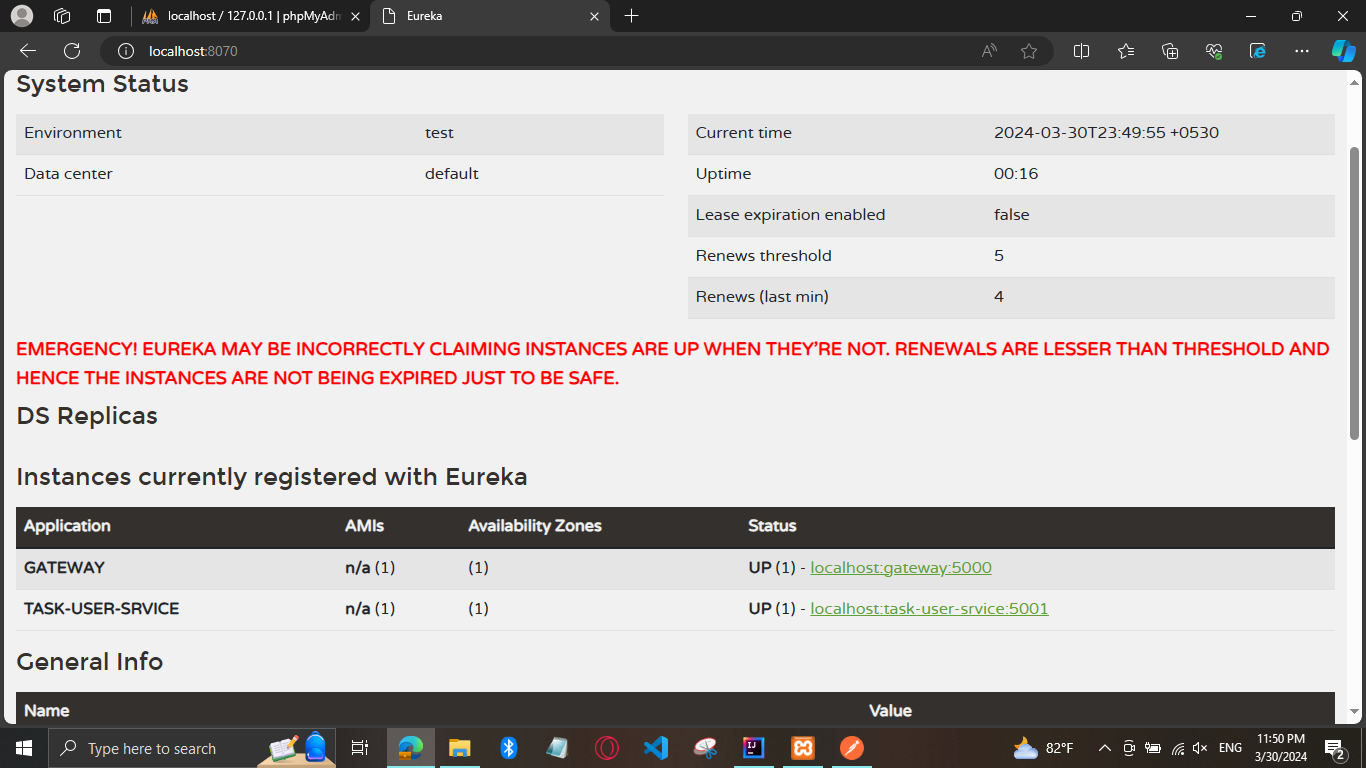 localhost / 127.0.0.1 | phpMyAdm
Eureka
localhost:8070
System Status
Environment test
Data center default
Current time 2024-03-30T23:49:55 +0530
Uptime 00:16
Lease expiration enabled false
Renews threshold 5
Renews (last min) 4
EMERGENCY! EUREKA MAY BE INCORRECTLY CLAIMING INSTANCES ARE UP WHEN THEY'RE NOT. RENEWALS ARE LESSER THAN THRESHOLD AND
HENCE THE INSTANCES ARE NOT BEING EXPIRED JUST TO BE SAFE.
DS Replicas
Instances currently registered with Eureka
Application AMIs Availability Zones Status
GATEWAY n/a (1) (1) UP (1) - localhost:gateway:5000
TASK-USER-SRVICE n/a (1) (1) UP (1) - localhost:task-user-srvice:5001
General Info
Name Value
Type here to search
82°F
ENG
11:50 PM
3/30/2024
2